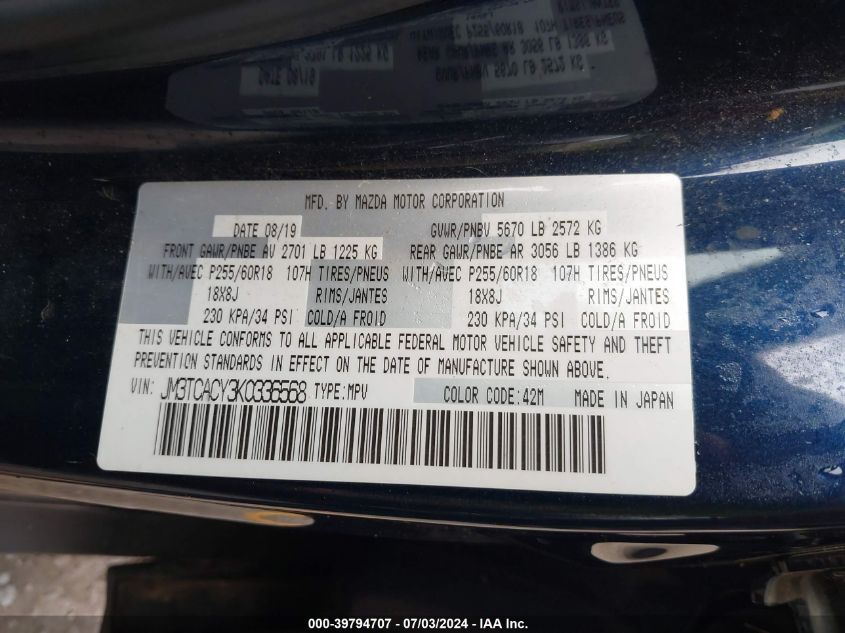 MFD. BY MAZDA MOTOR CORPORATION
DATE 08/19 GVWR/PNBV 5670 LB 2572 KG
FRONT GAWR/PNBE AV 2701 LB 1225 KG REAR GAWR/PNBE AR 3056 LB 1386 KG
WITH/AVEC P255/60R18 107H TIRES/PNEUS WITH/AVEC P255/60R18 107H TIRES/PNEUS
18X8J RIMS/JANTES 18X8J RIMS/JANTES
230 KPA/34 PSI COLD/A FROID 230 KPA/34 PSI COLD/A FROID
THIS VEHICLE CONFORMS TO ALL APPLICABLE FEDERAL MOTOR VEHICLE SAFETY AND THEFT
PREVENTION STANDARDS IN EFFECT ON THE DATE OF MANUFACTURE SHOWN ABOVE.
VIN: JM3TCACY3K0336568 TYPE:MPV COLOR CODE:42M MADE IN JAPAN
000-39794707 - 07/03/2024 - IAA Inc.